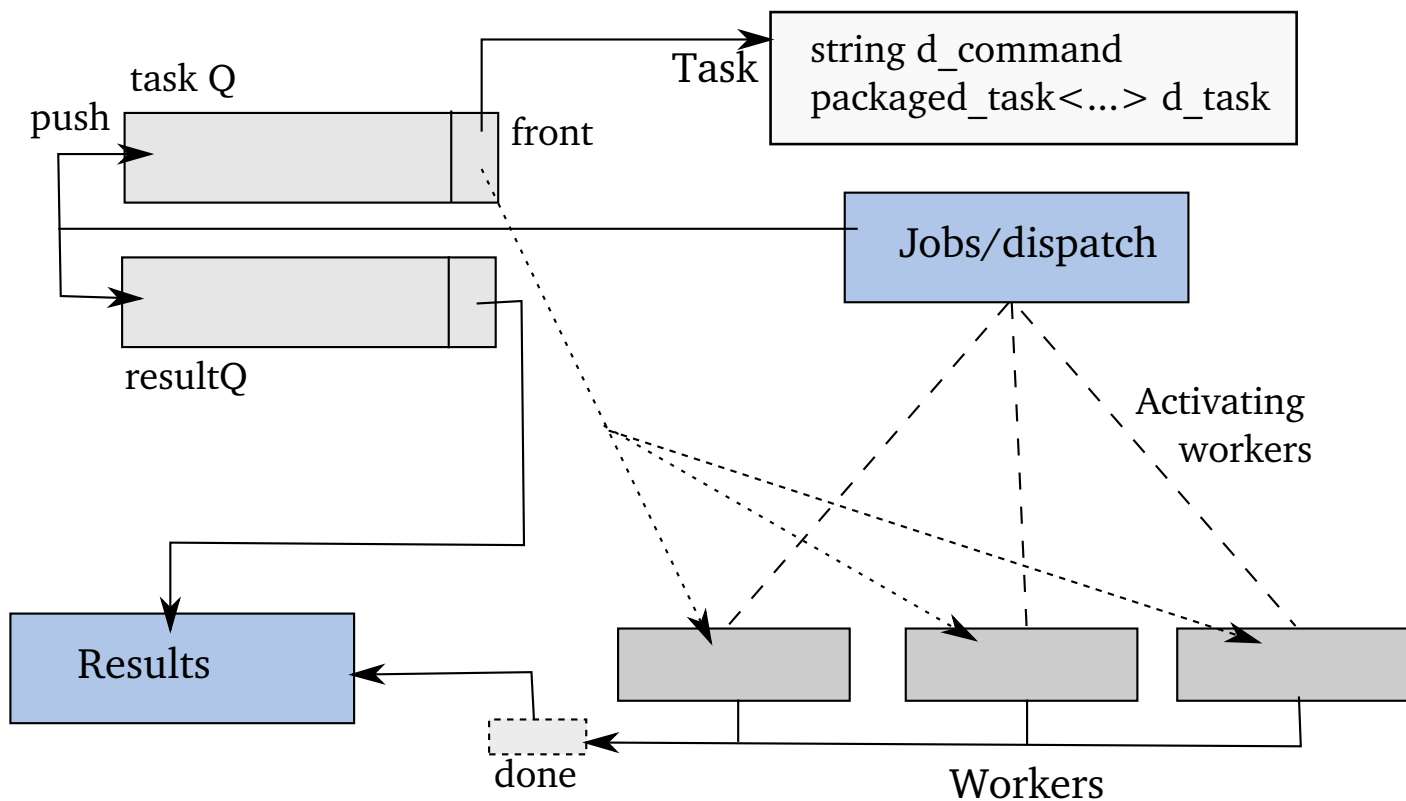 task Q
push
front
Task
string d_command
packaged_task<...> d_task
Jobs/dispatch
resultQ
Activating
workers
Results
done
Workers